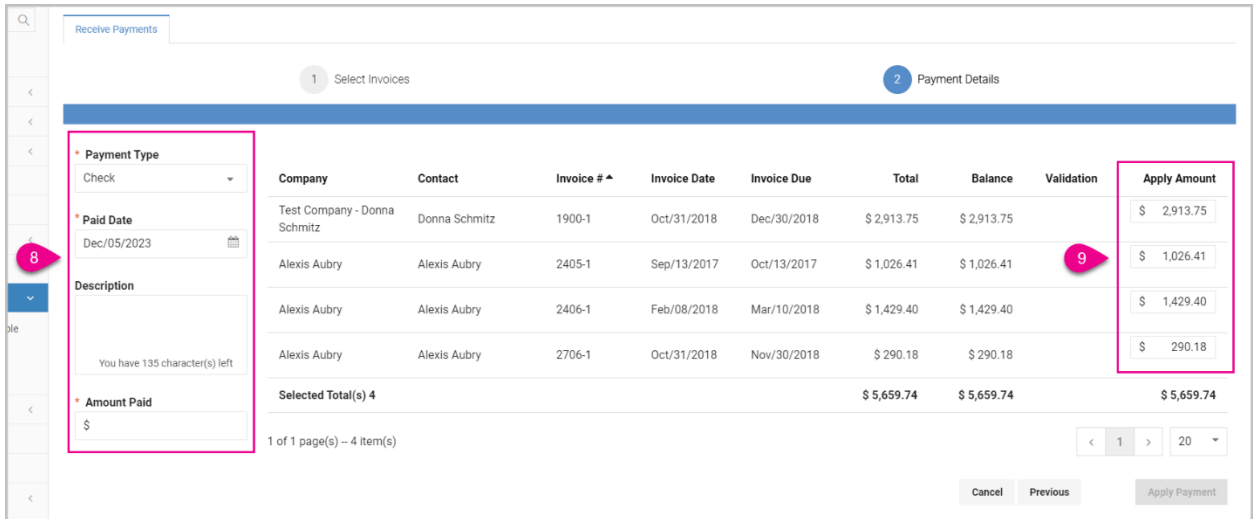 Receive Payments
1 Select Invoices
2 Payment Details
* Payment Type
Check
* Paid Date
Dec/05/2023
8
Description
You have 135 character(s) left
* Amount Paid
$
Company Contact Invoice # Invoice Date Invoice Due Total Balance Validation Apply Amount
Test Company - Donna
Schmitz Donna Schmitz 1900-1 Oct/31/2018 Dec/30/2018 $ 2,913.75 $ 2,913.75 $ 2,913.75
Alexis Aubry Alexis Aubry 2405-1 Sep/13/2017 Oct/13/2017 $ 1,026.41 $ 1,026.41 9 $ 1,026.41
Alexis Aubry Alexis Aubry 2406-1 Feb/08/2018 Mar/10/2018 $ 1,429.40 $ 1,429.40 $ 1,429.40
Alexis Aubry Alexis Aubry 2706-1 Oct/31/2018 Nov/30/2018 $ 290.18 $ 290.18 $ 290.18
Selected Total(s) 4 $ 5,659.74 $ 5,659.74 $ 5,659.74
1 of 1 page(s) -- 4 item(s) < 1 > 20
Cancel Previous Apply Payment